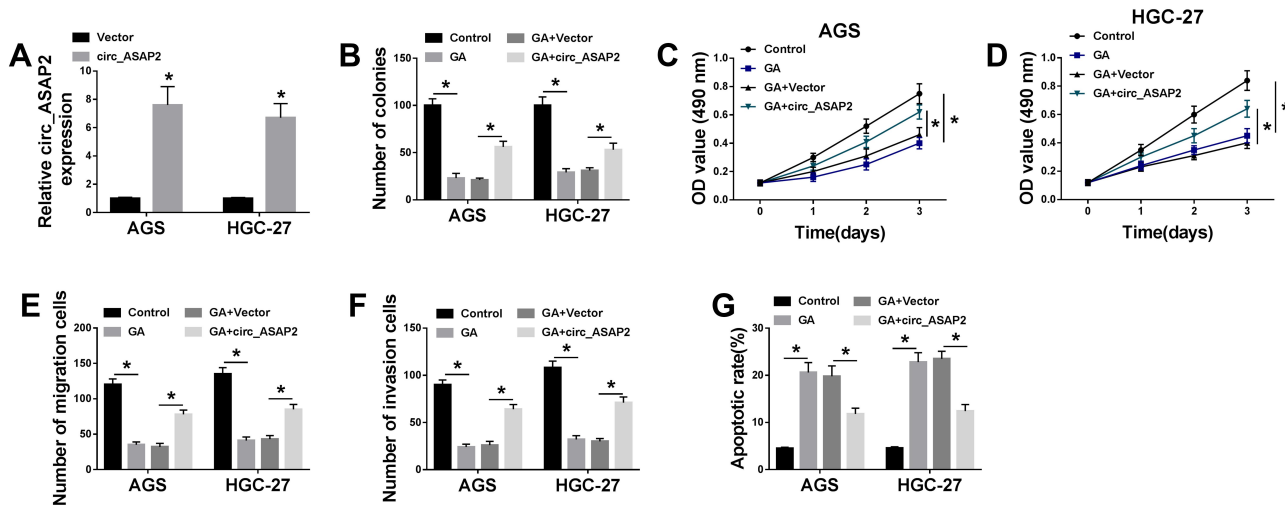 A
Vector
circ_ASAP2
Relative circ_ASAP2
expression
10
8
6
4
2
0
*
*
AGS
HGC-27
B
Control
GA+Vector
GA
GA+circ_ASAP2
Number of colonies
150
100
50
0
*
*
*
*
AGS
HGC-27
C
AGS
Control
GA
GA+Vector
GA+circ_ASAP2
OD value (490 nm)
1.0
0.8
0.6
0.4
0.2
0.0
0
1
2
3
Time(days)
*
*
D
HGC-27
Control
GA
GA+Vector
GA+circ_ASAP2
OD value (490 nm)
1.0
0.8
0.6
0.4
0.2
0.0
0
1
2
3
Time(days)
*
*
E
Control
GA+Vector
GA
GA+circ_ASAP2
Number of migration cells
200
150
100
50
0
*
*
*
*
AGS
HGC-27
F
Control
GA+Vector
GA
GA+circ_ASAP2
Number of invasion cells
150
100
50
0
*
*
*
*
AGS
HGC-27
G
Control
GA+Vector
GA
GA+circ_ASAP2
Apoptotic rate(%)
30
20
10
0
*
*
*
*
AGS
HGC-27